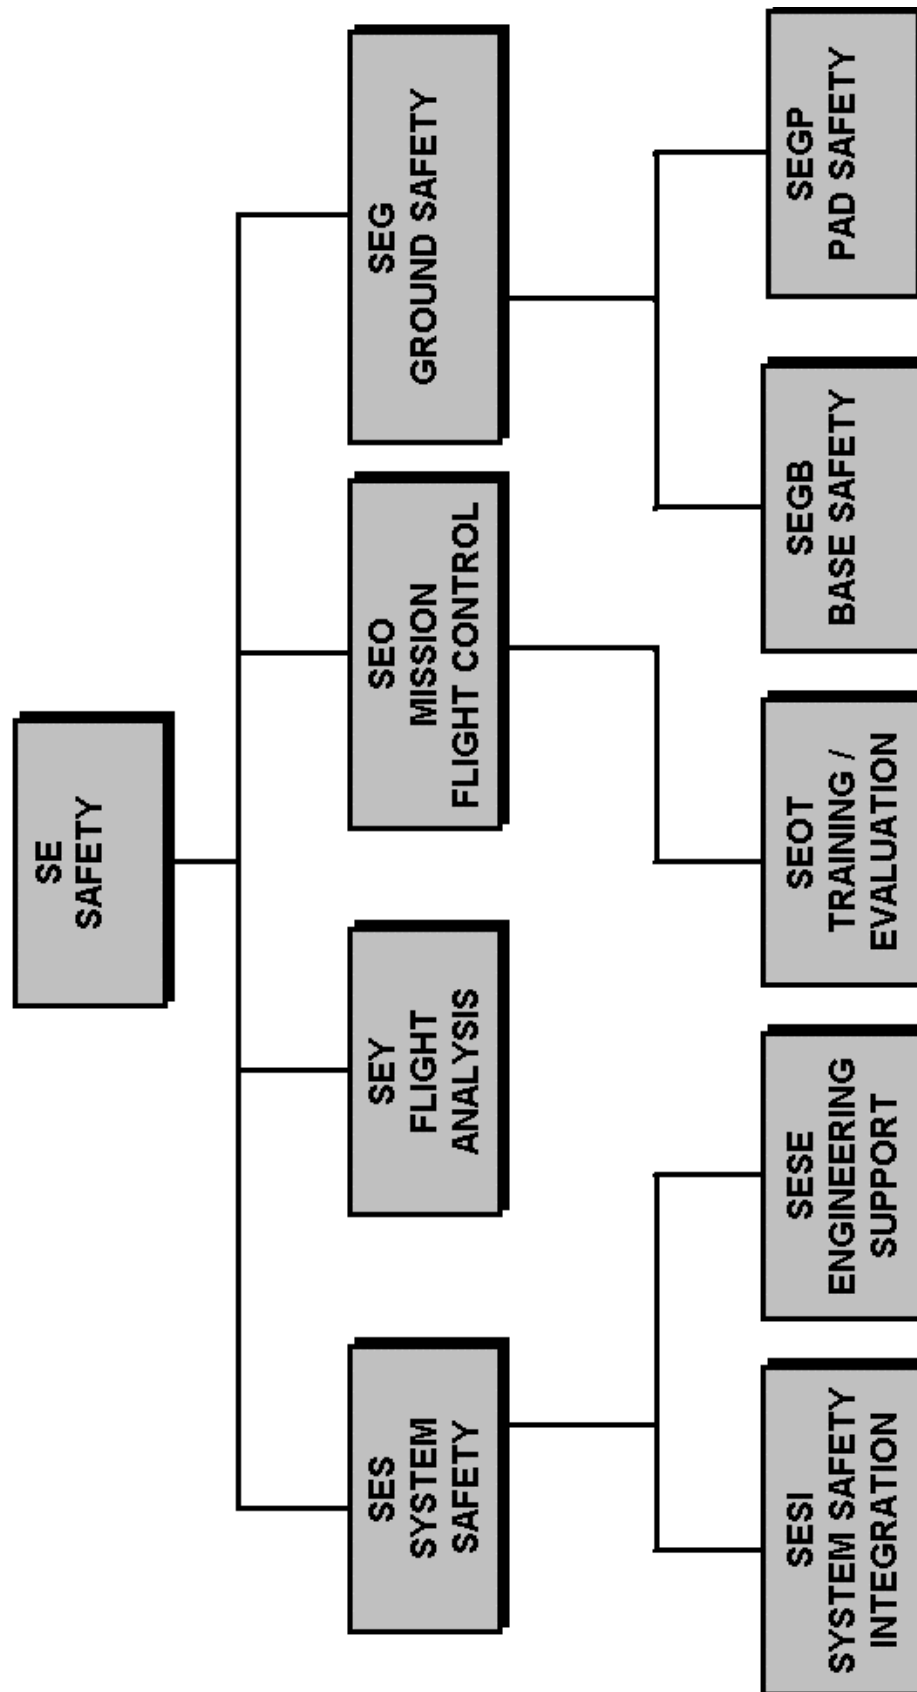 SE
SAFETY
SES
SYSTEM
SAFETY
SEY
FLIGHT
ANALYSIS
SEO
MISSION
FLIGHT CONTROL
SEG
GROUND SAFETY
SESI
SYSTEM SAFETY
INTEGRATION
SESE
ENGINEERING
SUPPORT
SEOT
TRAINING /
EVALUATION
SEGB
BASE SAFETY
SEGP
PAD SAFETY